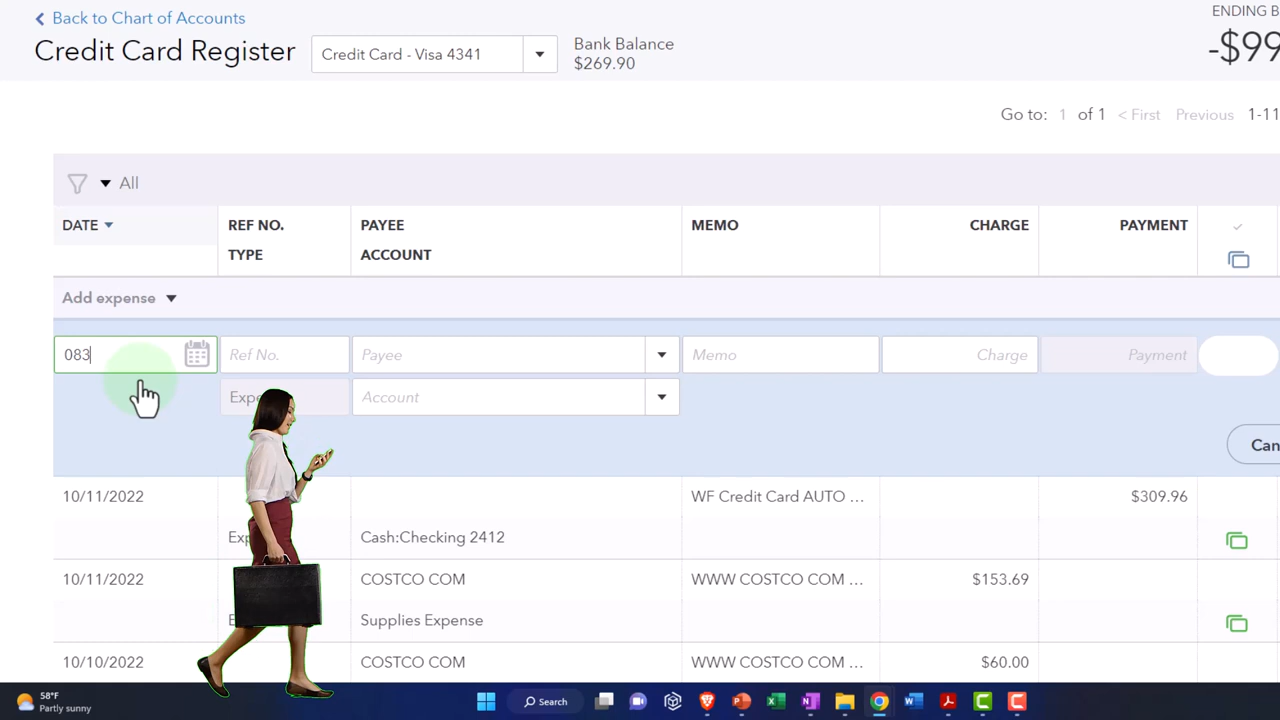 Back to Chart of Accounts
ENDING B
Credit Card Register
Credit Card - Visa 4341
Bank Balance
$269.90
-$99
Go to: 1 of 1 < First Previous 1-11
All
DATE REF NO. PAYEE MEMO CHARGE PAYMENT
TYPE ACCOUNT
Add expense
083 Ref No. Payee Memo Charge Payment
Expe Account
Can
10/11/2022 WF Credit Card AUTO … $309.96
Exp Cash:Checking 2412
10/11/2022 COSTCO COM WWW COSTCO COM … $153.69
E Supplies Expense
10/10/2022 COSTCO COM WWW COSTCO COM … $60.00
58°F
Partly sunny
Search